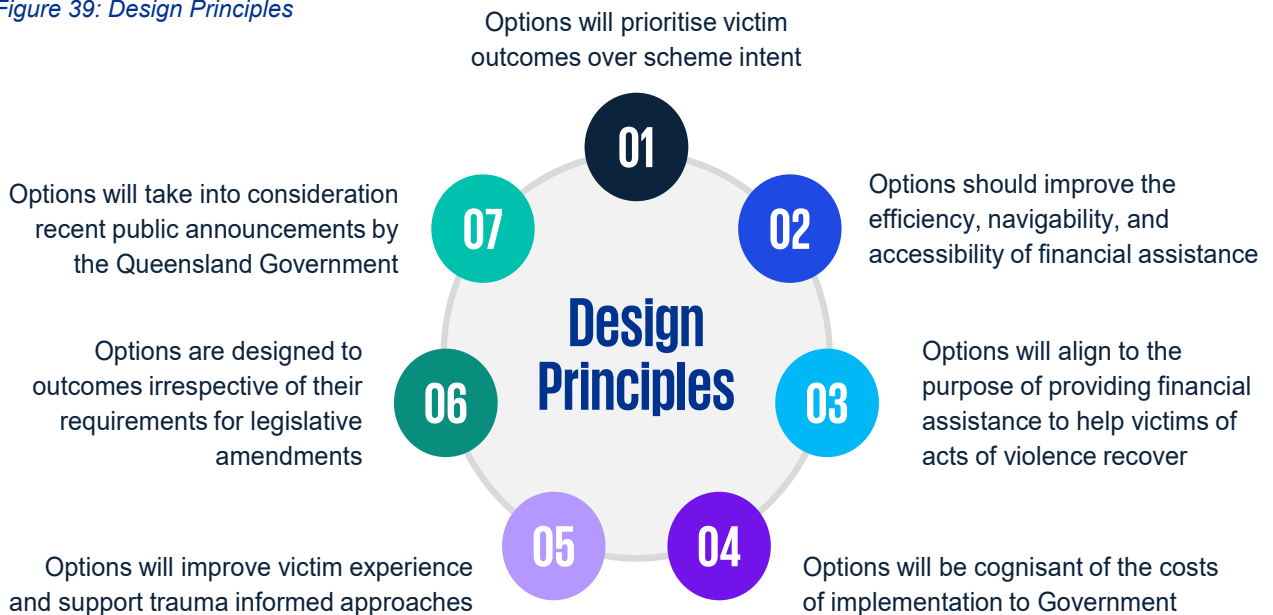 Figure 39: Design Principles
Options will prioritise victim
outcomes over scheme intent
01
02
Options should improve the
efficiency, navigability, and
accessibility of financial assistance
03
Options will align to the
purpose of providing financial
assistance to help victims of
acts of violence recover
04
Options will be cognisant of the costs
of implementation to Government
05
Options will improve victim experience
and support trauma informed approaches
06
Options are designed to
outcomes irrespective of their
requirements for legislative
amendments
07
Options will take into consideration
recent public announcements by
the Queensland Government
Design
Principles